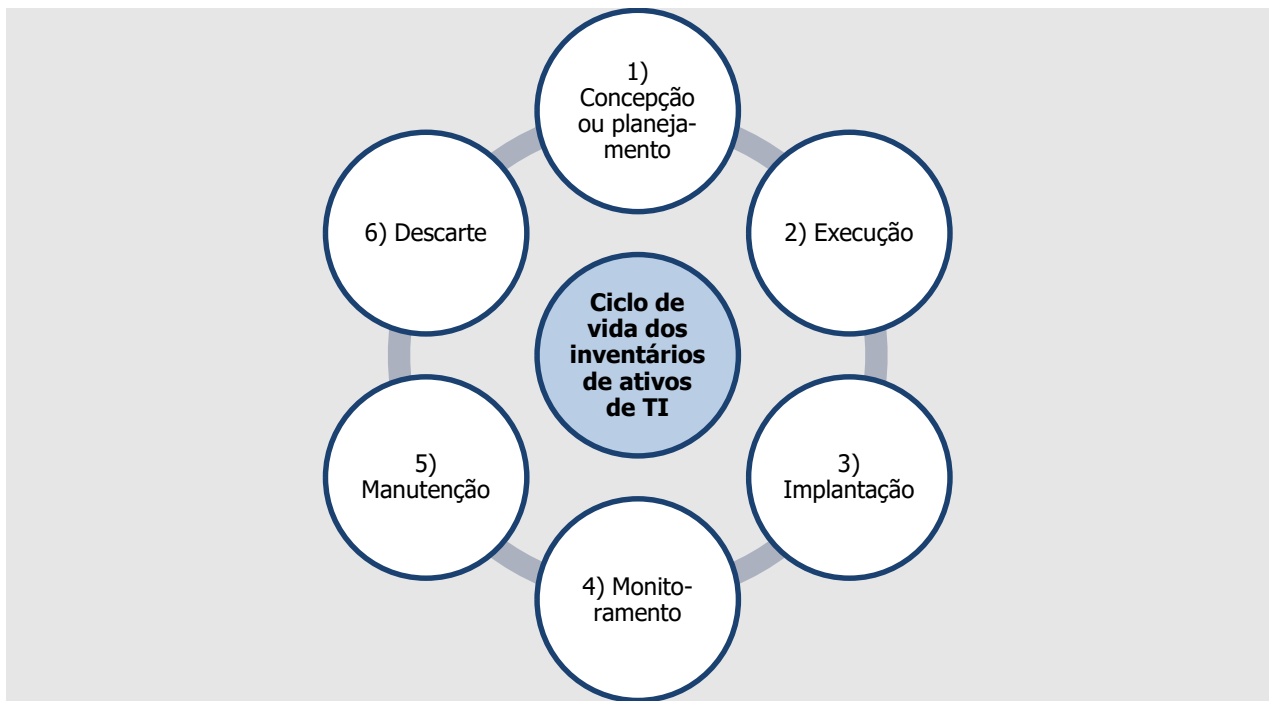 1)
Concepção
ou planeja-
mento
2) Execução
3)
Implantação
4) Monito-
ramento
5)
Manutenção
6) Descarte
Ciclo de
vida dos
inventários
de ativos
de TI